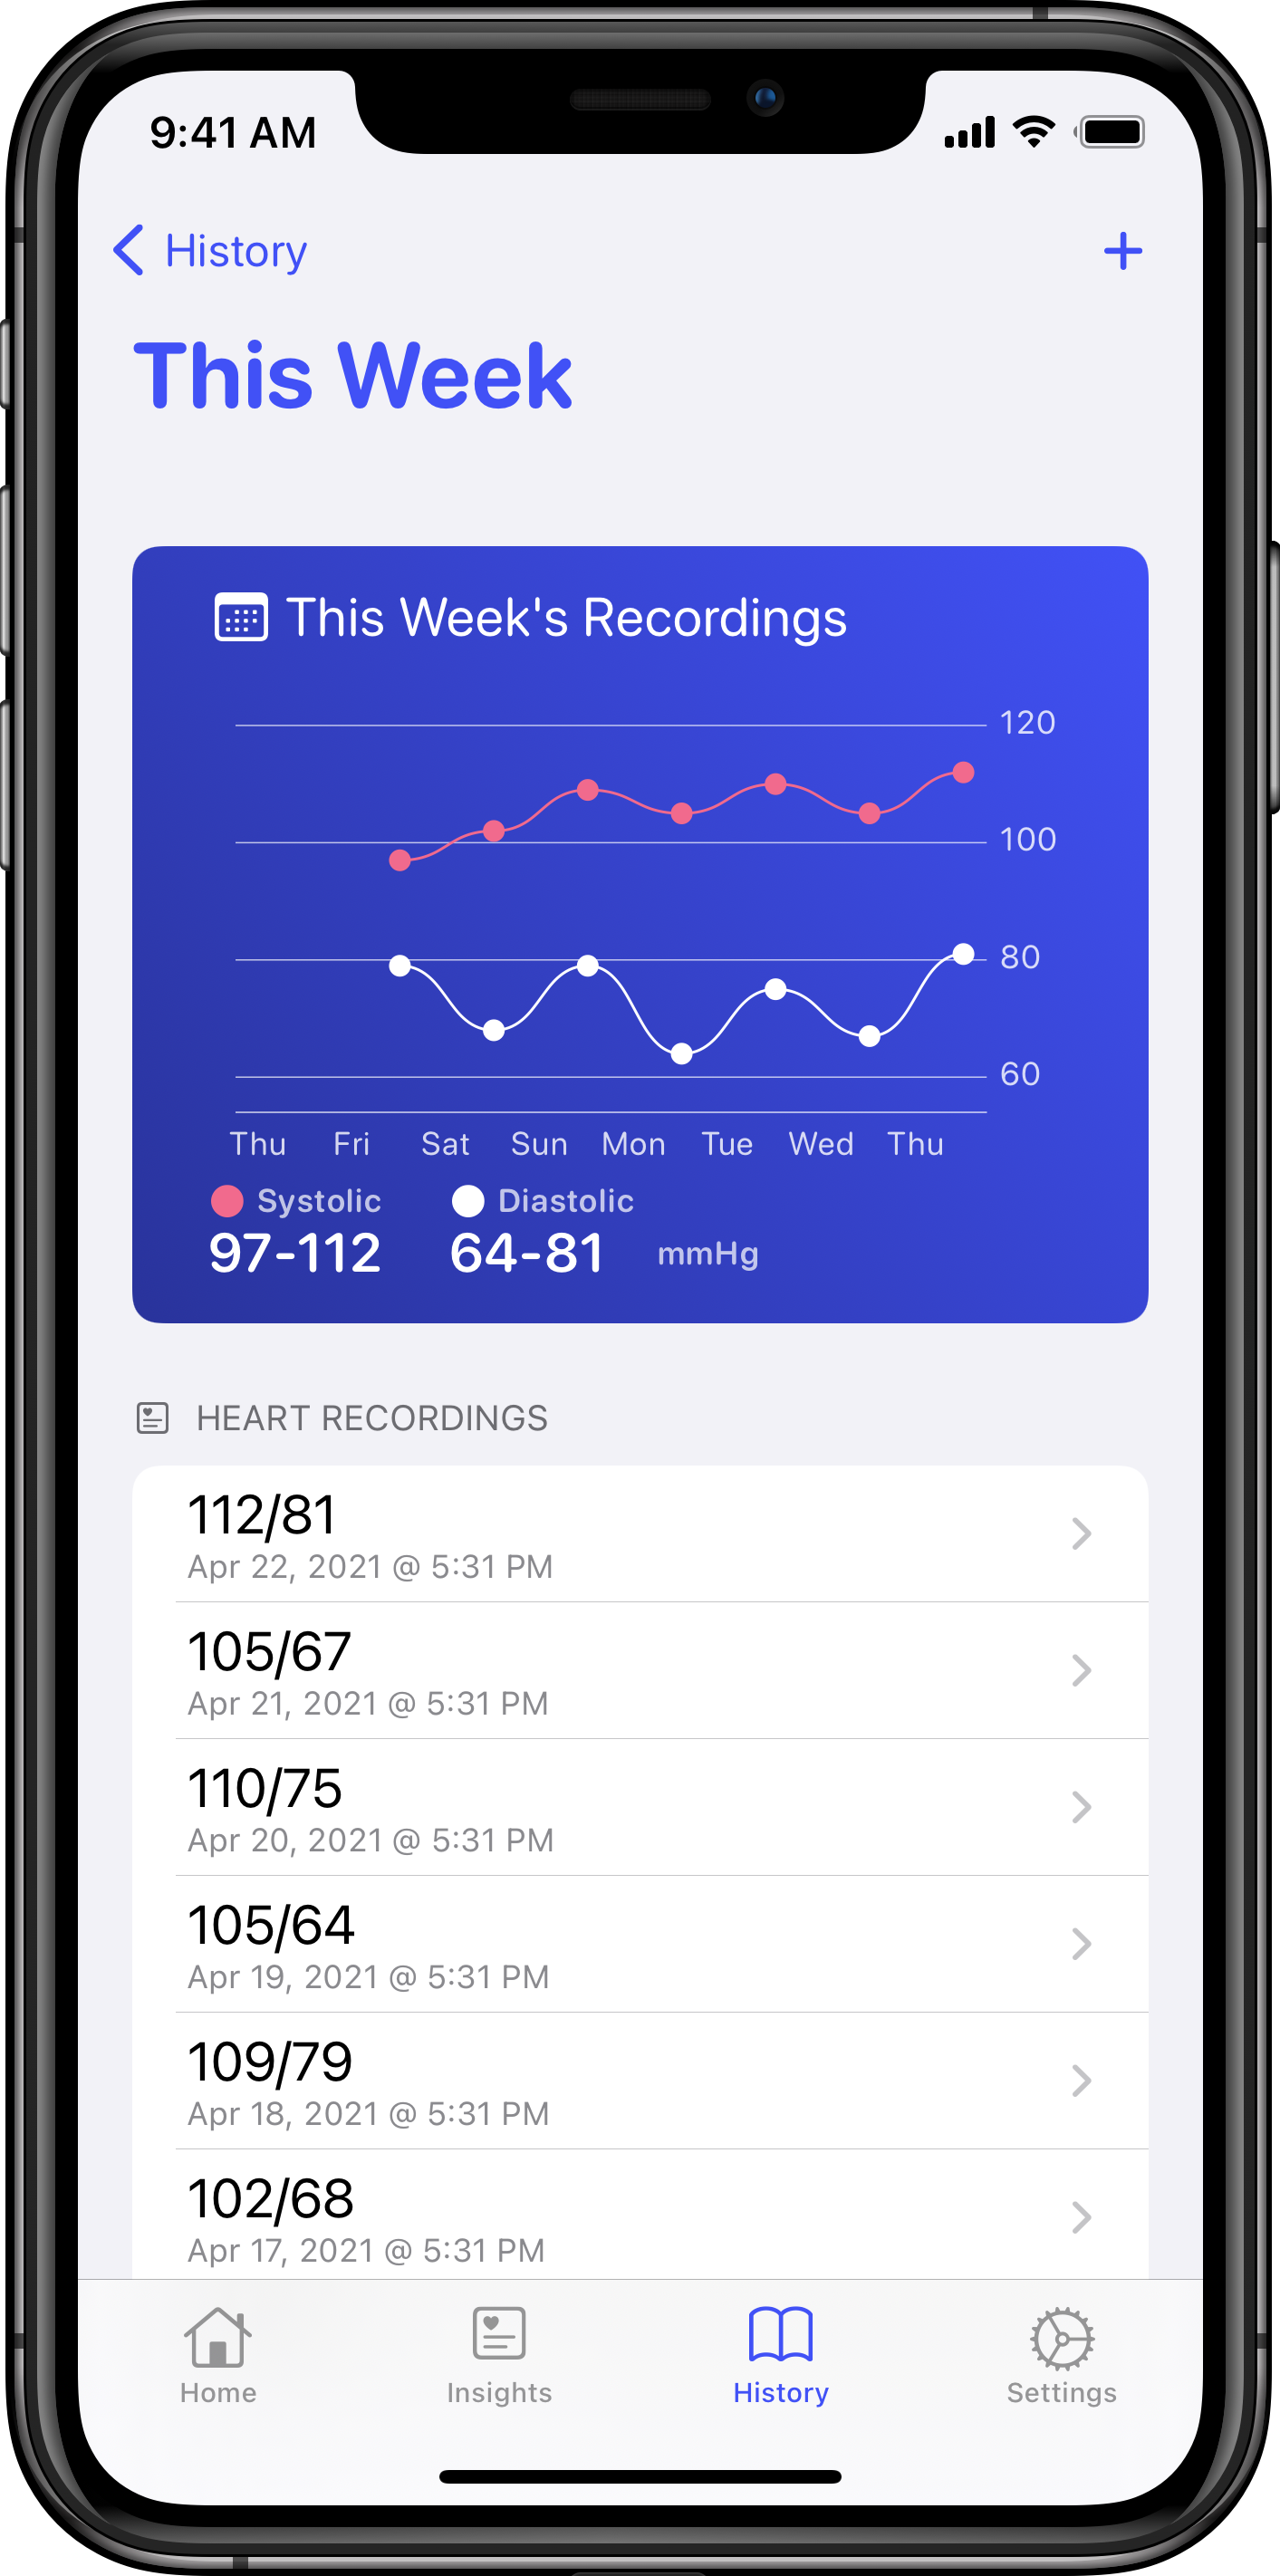 9:41 AM
History
This Week
This Week's Recordings
120
100
80
60
Thu Fri Sat Sun Mon Tue Wed Thu
Systolic Diastolic
97-112 64-81 mmHg
HEART RECORDINGS
112/81
Apr 22, 2021 @ 5:31 PM
105/67
Apr 21, 2021 @ 5:31 PM
110/75
Apr 20, 2021 @ 5:31 PM
105/64
Apr 19, 2021 @ 5:31 PM
109/79
Apr 18, 2021 @ 5:31 PM
102/68
Apr 17, 2021 @ 5:31 PM
Home Insights History Settings